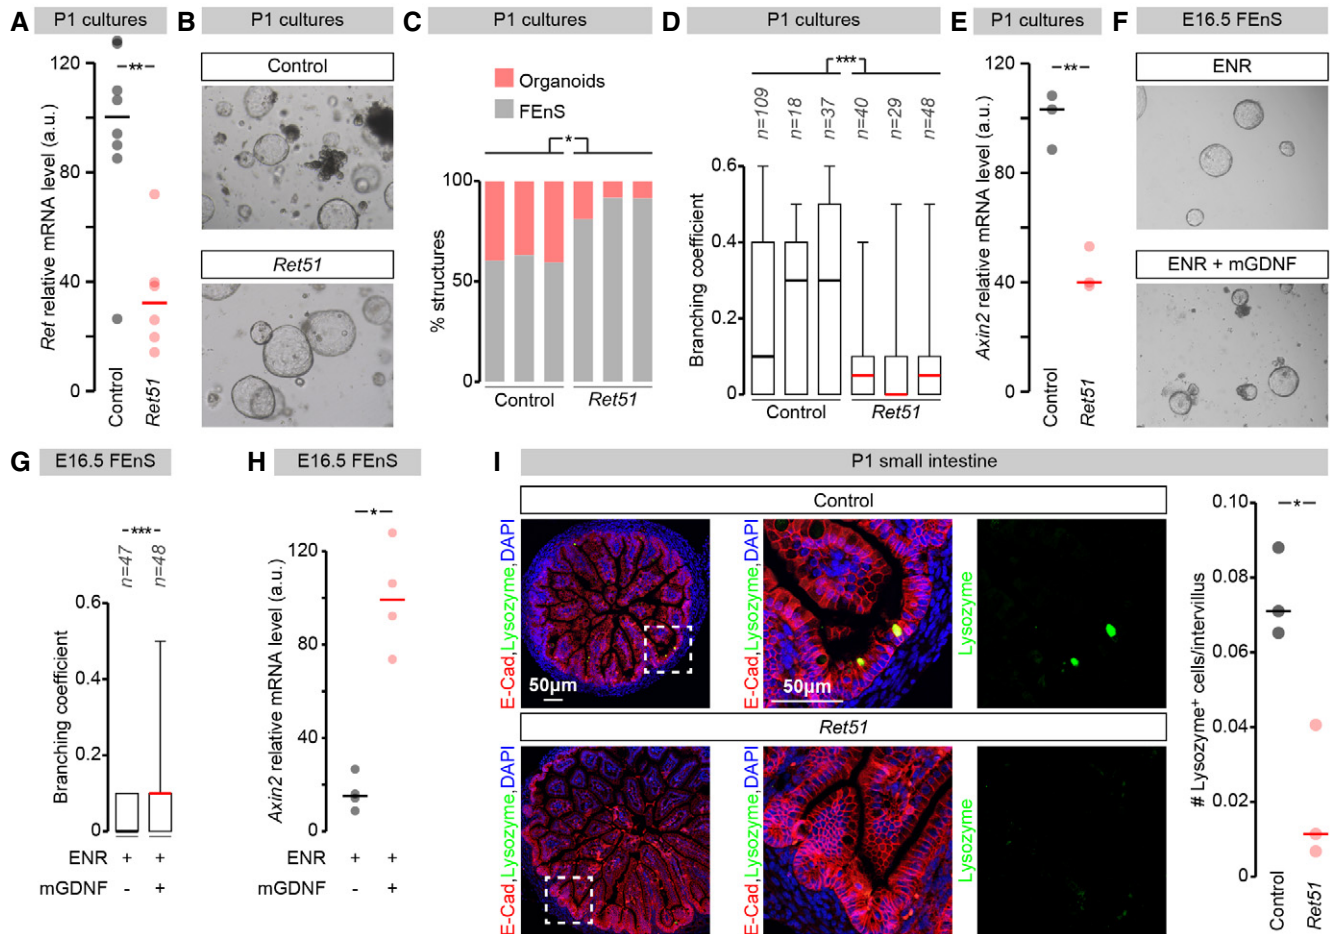 A
P1 cultures
Ret relative mRNA level (a.u.)
120
80
40
0
**
Control
Ret51
B
P1 cultures
Control
Ret51
C
P1 cultures
Organoids
FEnS
*
% structures
100
50
0
Control
Ret51
D
P1 cultures
***
n=109
n=18
n=37
n=40
n=29
n=48
Branching coefficient
0.6
0.4
0.2
0
Control
Ret51
E
P1 cultures
Axin2 relative mRNA level (a.u.)
120
80
40
0
**
Control
Ret51
F
E16.5 FEnS
ENR
ENR + mGDNF
G
E16.5 FEnS
***
n=47
n=48
Branching coefficient
0.6
0.4
0.2
0
ENR + +
mGDNF - +
H
E16.5 FEnS
*
Axin2 relative mRNA level (a.u.)
120
80
40
0
ENR + +
mGDNF - +
I
P1 small intestine
Control
E-Cad,Lysozyme,DAPI
50µm
E-Cad,Lysozyme,DAPI
50µm
Lysozyme
Ret51
E-Cad,Lysozyme,DAPI
E-Cad,Lysozyme,DAPI
Lysozyme
# Lysozyme+ cells/intervillus
0.10
0.08
0.06
0.04
0.02
0
*
Control
Ret51